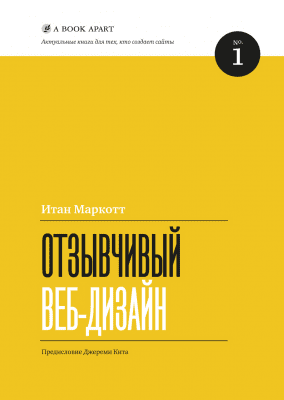 A BOOK APART
Актуальные книги для тех, кто создает сайты
No.
1
Итан Маркотт
ОТЗЫВЧИВЫЙ
ВЕБ-ДИЗАЙН
Предисловие Джереми Кита